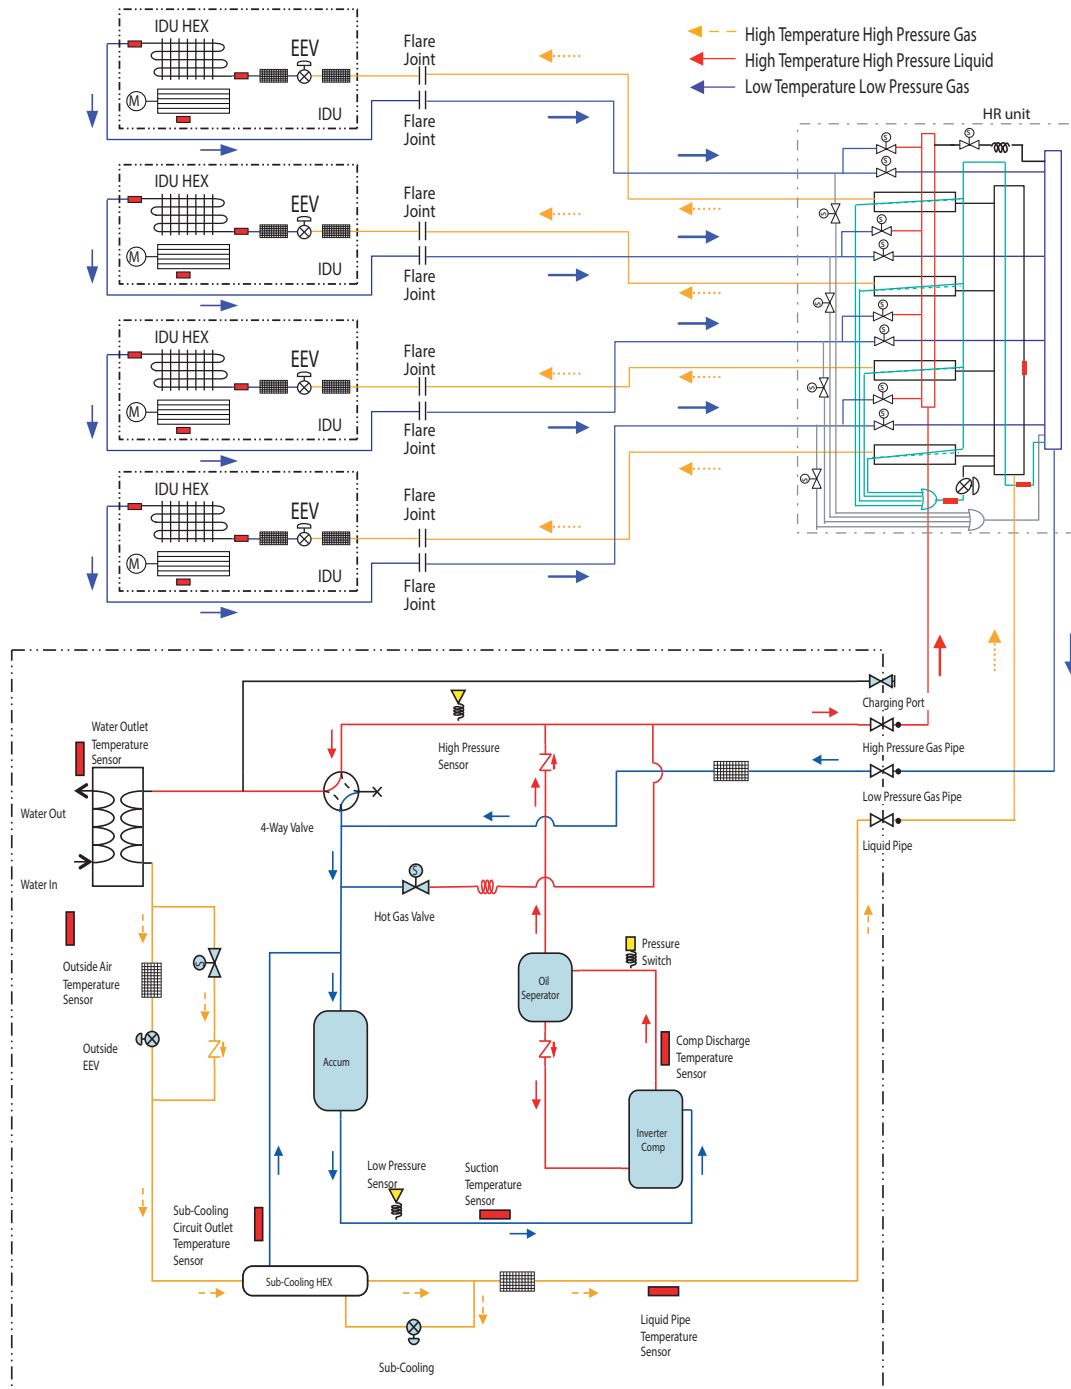 High Temperature High Pressure Gas
High Temperature High Pressure Liquid
Low Temperature Low Pressure Gas
HR unit
IDU HEX
EEV
Flare
Joint
M
IDU
Flare
Joint
IDU HEX
EEV
Flare
Joint
M
IDU
Flare
Joint
IDU HEX
EEV
Flare
Joint
M
IDU
Flare
Joint
IDU HEX
EEV
Flare
Joint
M
IDU
Flare
Joint
S
S
S
S
S
S
S
S
S
S
S
S
S
Charging Port
High Pressure Gas Pipe
Low Pressure Gas Pipe
Liquid Pipe
Water Outlet
Temperature
Sensor
High Pressure
Sensor
Water Out
4-Way Valve
Water In
S
Hot Gas Valve
Outside Air
Temperature
Sensor
S
Outside
EEV
Oil
Seperator
Pressure
Switch
Accum
Comp Discharge
Temperature
Sensor
Inverter
Comp
Low Pressure
Sensor
Suction
Temperature
Sensor
Sub-Cooling
Circuit Outlet
Temperature
Sensor
Sub-Cooling HEX
Liquid Pipe
Temperature
Sensor
Sub-Cooling